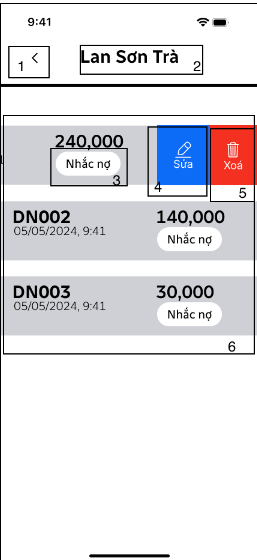 9:41
1 < Lan Sơn Trà 2
240,000
Nhắc nợ
3
Sửa
4
Xoá
5
DN002 140,000
05/05/2024, 9:41
Nhắc nợ
DN003 30,000
05/05/2024, 9:41
Nhắc nợ
6